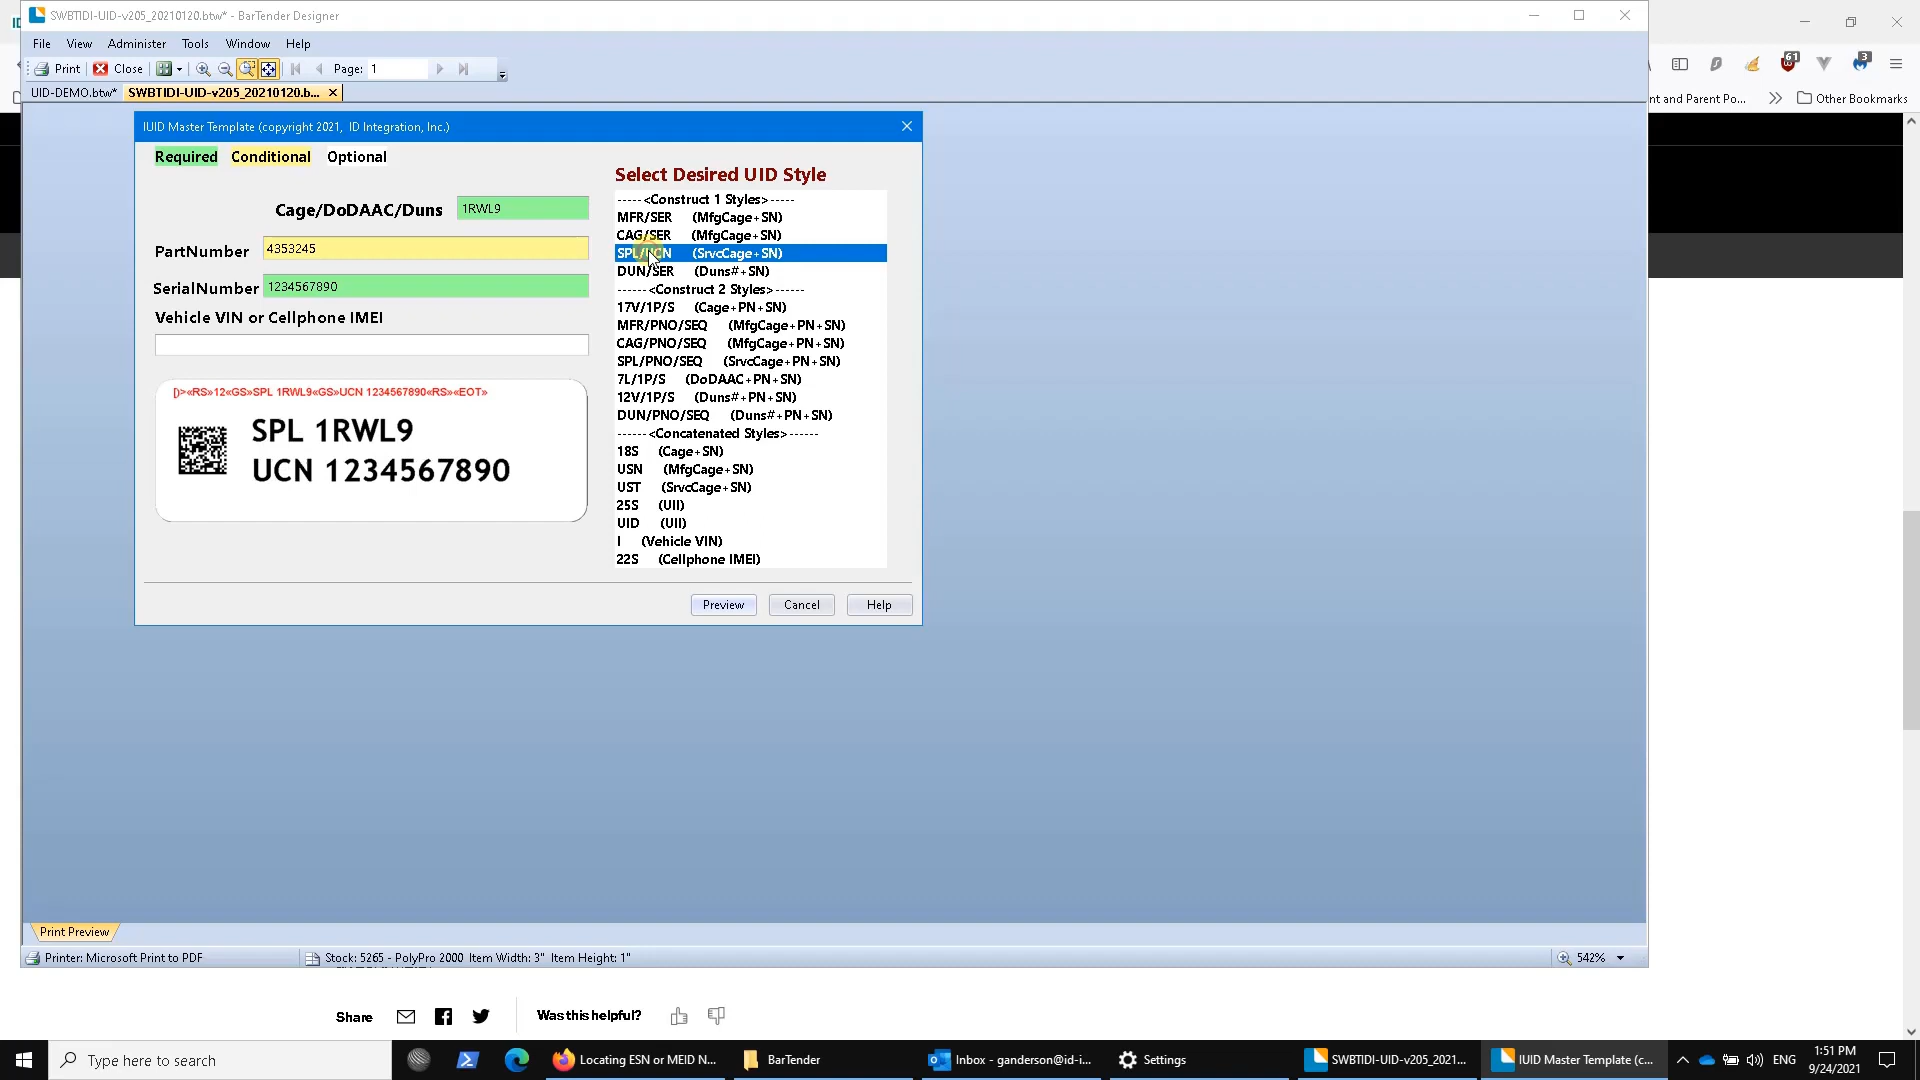 SWBTIDI-UID-v205_20210120.btw* - BarTender Designer
File View Administer Tools Window Help
Print Close Page: 1
61 3
UID-DEMO.btw* SWBTIDI-UID-v205_20210120.b...
nt and Parent Po... Other Bookmarks
IUID Master Template (copyright 2021, ID Integration, Inc.)
Required Conditional Optional
Cage/DoDAAC/Duns 1RWL9
PartNumber 4353245
SerialNumber 1234567890
Vehicle VIN or Cellphone IMEI
[)>«RS»12«GS»SPL 1RWL9«GS»UCN 1234567890«RS»«EOT»
SPL 1RWL9
UCN 1234567890
Select Desired UID Style
-----<Construct 1 Styles>-----
MFR/SER (MfgCage+SN)
CAG/SER (MfgCage+SN)
SPL/UCN (SrvcCage+SN)
DUN/SER (Duns#+SN)
------<Construct 2 Styles>------
17V/1P/S (Cage+PN+SN)
MFR/PNO/SEQ (MfgCage+PN+SN)
CAG/PNO/SEQ (MfgCage+PN+SN)
SPL/PNO/SEQ (SrvcCage+PN+SN)
7L/1P/S (DoDAAC+PN+SN)
12V/1P/S (Duns#+PN+SN)
DUN/PNO/SEQ (Duns#+PN+SN)
------<Concatenated Styles>------
18S (Cage+SN)
USN (MfgCage+SN)
UST (SrvcCage+SN)
25S (UII)
UID (UII)
I (Vehicle VIN)
22S (Cellphone IMEI)
Preview Cancel Help
Print Preview
Printer: Microsoft Print to PDF Stock: 5265 - PolyPro 2000 Item Width: 3" Item Height: 1" 542%
Share Was this helpful?
Type here to search Locating ESN or MEID N... BarTender Inbox - ganderson@id-i... Settings SWBTIDI-UID-v205_2021... IUID Master Template (c... ENG 1:51 PM
9/24/2021